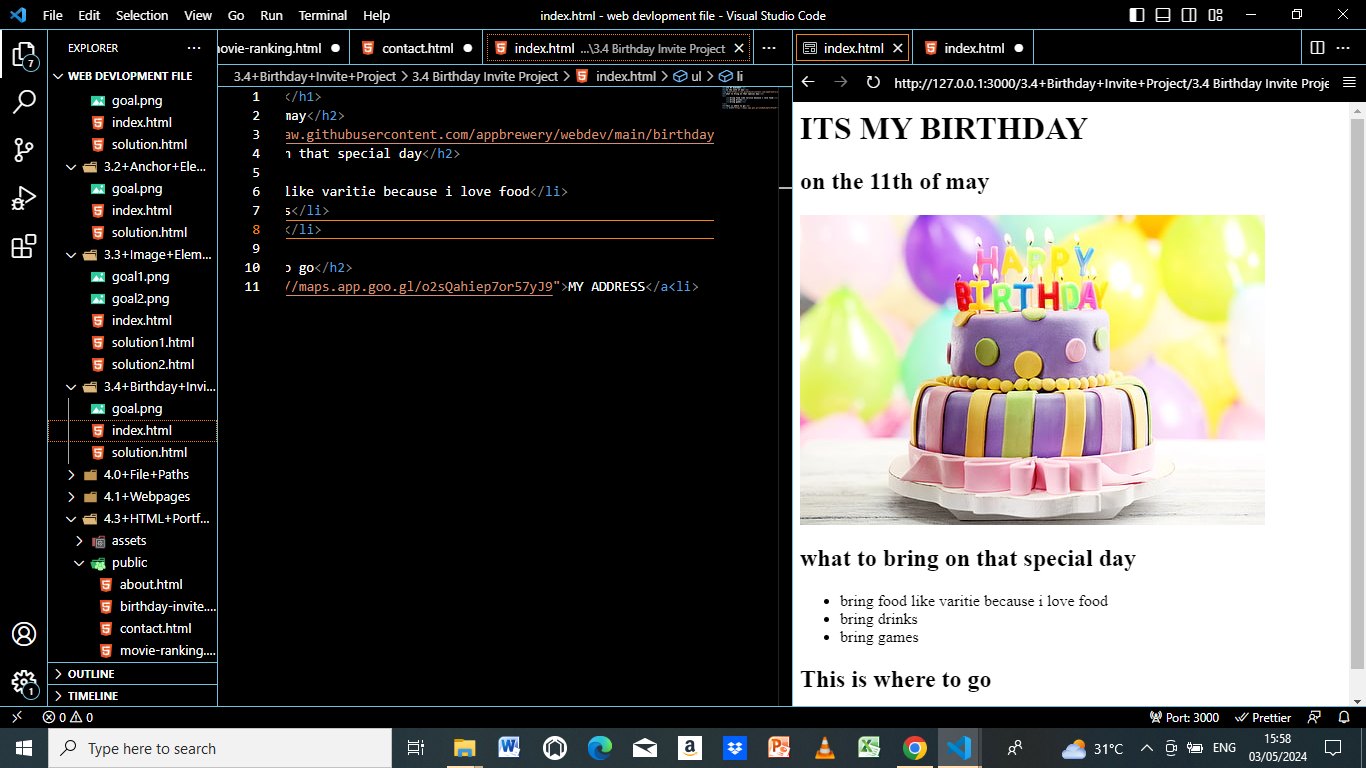 File Edit Selection View Go Run Terminal Help
index.html - web devlopment file - Visual Studio Code
EXPLORER
WEB DEVLOPMENT FILE
goal.png
index.html
solution.html
3.2+Anchor+Ele...
goal.png
index.html
solution.html
3.3+Image+Elem...
goal1.png
goal2.png
index.html
solution1.html
solution2.html
3.4+Birthday+Invi...
goal.png
index.html
solution.html
4.0+File+Paths
4.1+Webpages
4.3+HTML+Portf...
assets
public
about.html
birthday-invite....
contact.html
movie-ranking....
OUTLINE
TIMELINE
7
1
ovie-ranking.html
contact.html
index.html ...\3.4 Birthday Invite Project
3.4+Birthday+Invite+Project > 3.4 Birthday Invite Project > index.html > ul > li
1 </h1>
2 may</h2>
3 aw.githubusercontent.com/appbrewery/webdev/main/birthday
4 n that special day</h2>
5
6 like varitie because i love food</li>
7 s</li>
8 </li>
9
10 o go</h2>
11 //maps.app.goo.gl/o2sQahiep7or57yJ9">MY ADDRESS</a<li>
index.html
index.html
http://127.0.0.1:3000/3.4+Birthday+Invite+Project/3.4 Birthday Invite Proje
ITS MY BIRTHDAY
on the 11th of may
HAPPY
BIRTHDAY
what to bring on that special day
bring food like varitie because i love food
bring drinks
bring games
This is where to go
0 0
Port: 3000
Prettier
Type here to search
31°C
ENG
15:58
03/05/2024